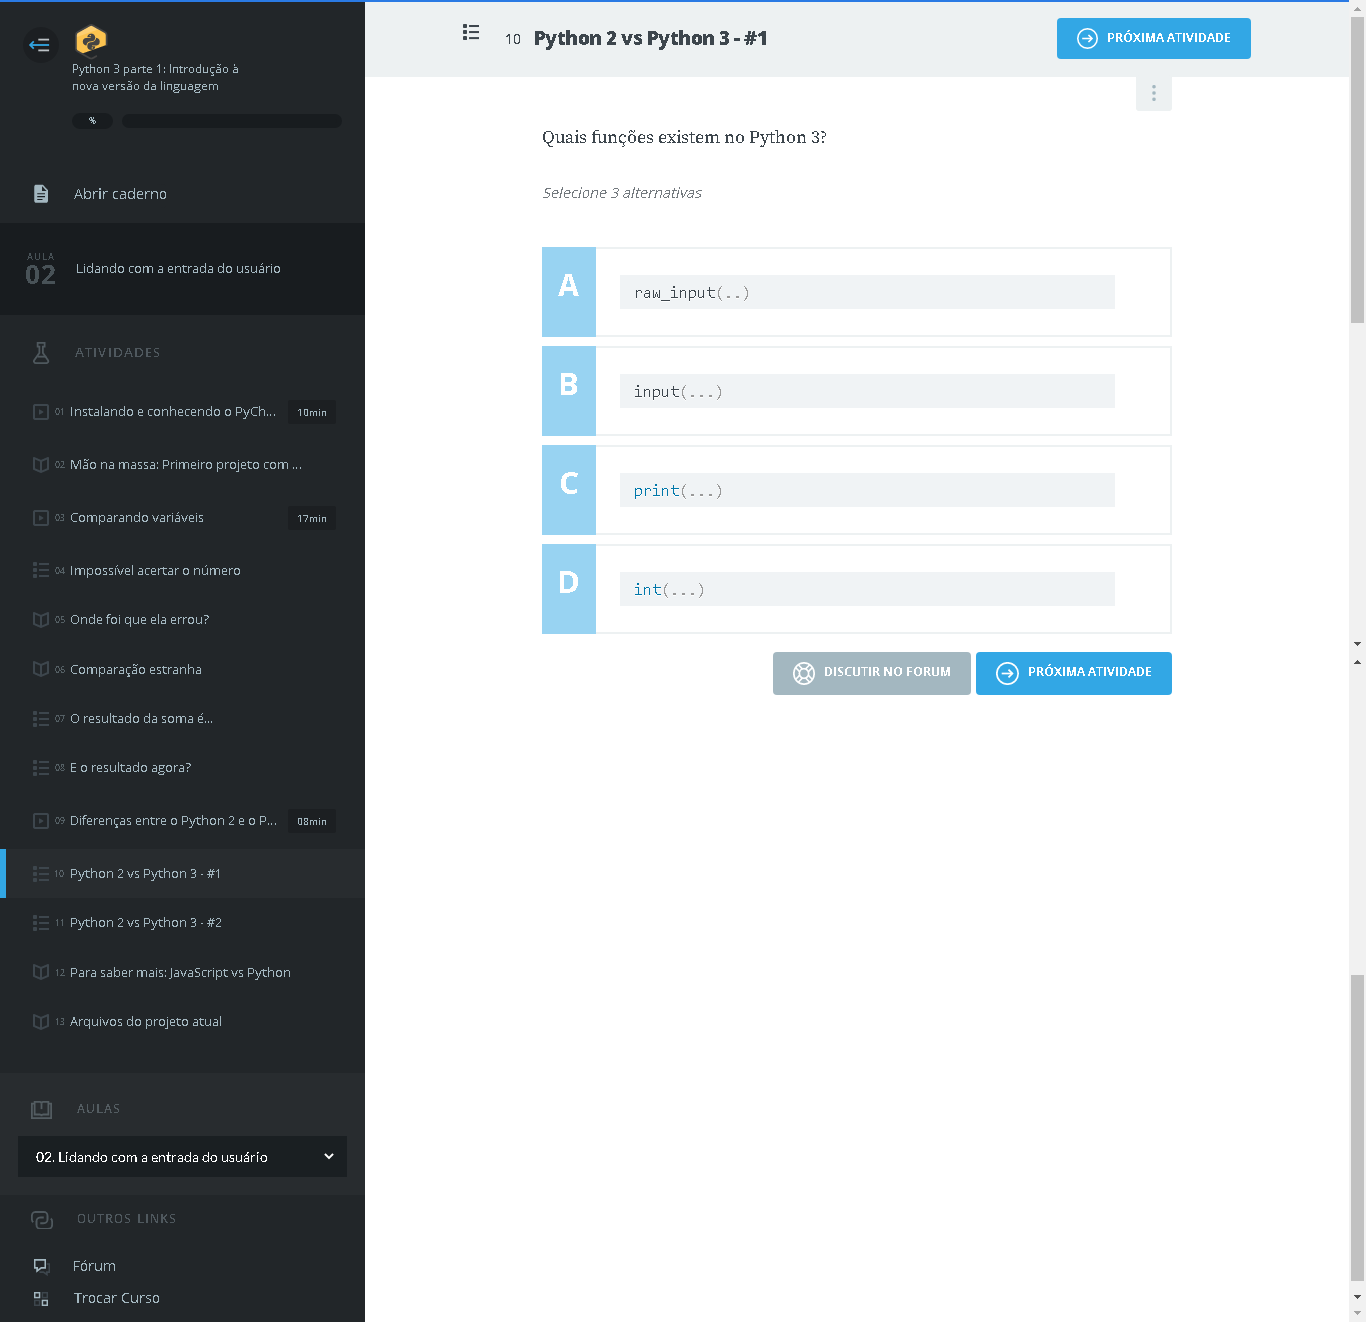 Python 3 parte 1: Introdução à
nova versão da linguagem
%
Abrir caderno
AULA
02
Lidando com a entrada do usuário
ATIVIDADES
01 Instalando e conhecendo o PyCh... 10min
02 Mão na massa: Primeiro projeto com ...
03 Comparando variáveis 17min
04 Impossível acertar o número
05 Onde foi que ela errou?
06 Comparação estranha
07 O resultado da soma é...
08 E o resultado agora?
09 Diferenças entre o Python 2 e o P... 08min
10 Python 2 vs Python 3 - #1
11 Python 2 vs Python 3 - #2
12 Para saber mais: JavaScript vs Python
13 Arquivos do projeto atual
AULAS
02. Lidando com a entrada do usuário
OUTROS LINKS
Fórum
Trocar Curso
10 Python 2 vs Python 3 - #1
PRÓXIMA ATIVIDADE
Quais funções existem no Python 3?
Selecione 3 alternativas
A
raw_input(..)
B
input(...)
C
print(...)
D
int(...)
DISCUTIR NO FORUM
PRÓXIMA ATIVIDADE